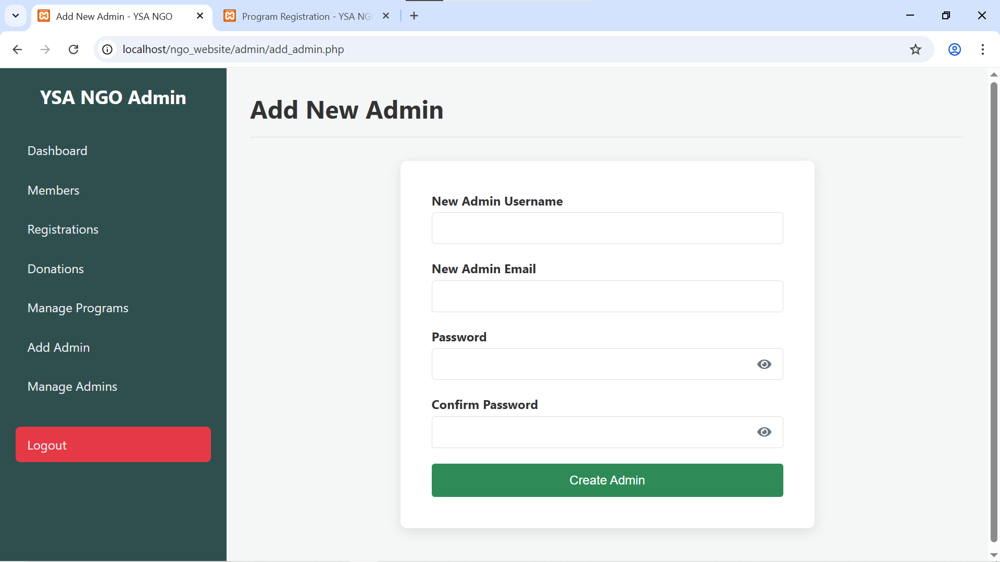 Add New Admin - YSA NGO
Program Registration - YSA NG
localhost/ngo_website/admin/add_admin.php
YSA NGO Admin
Dashboard
Members
Registrations
Donations
Manage Programs
Add Admin
Manage Admins
Logout
Add New Admin
New Admin Username
New Admin Email
Password
Confirm Password
Create Admin